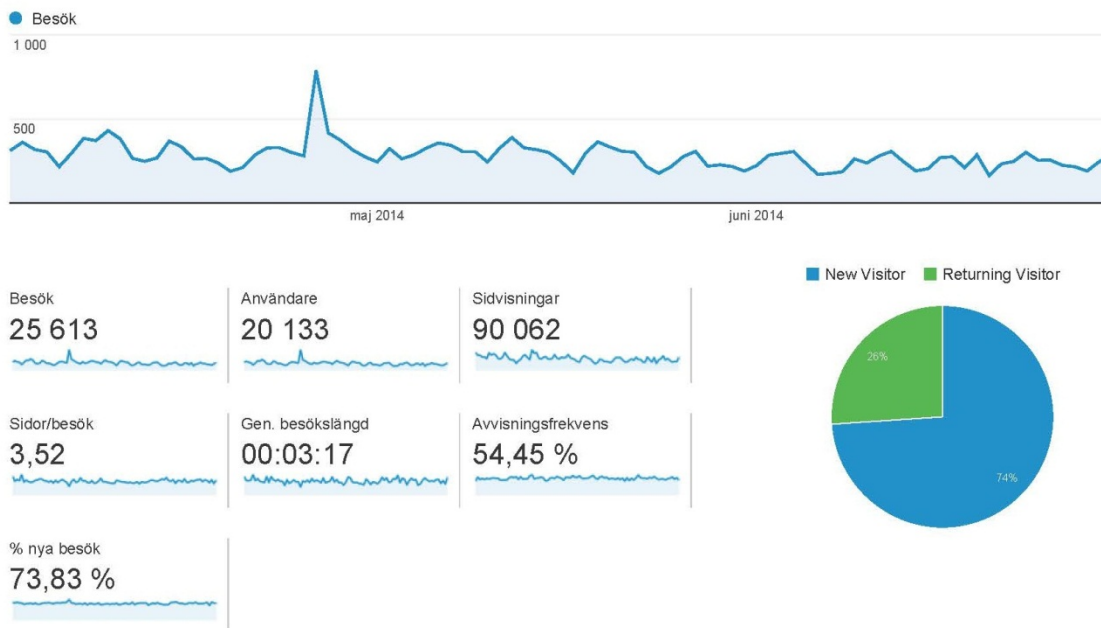 Besök
1 000
500
maj 2014
juni 2014
New Visitor
Returning Visitor
Besök
25 613
Användare
20 133
Sidvisningar
90 062
Sidor/besök
3,52
Gen. besökslängd
00:03:17
Avvisningsfrekvens
54,45 %
% nya besök
73,83 %
26%
74%